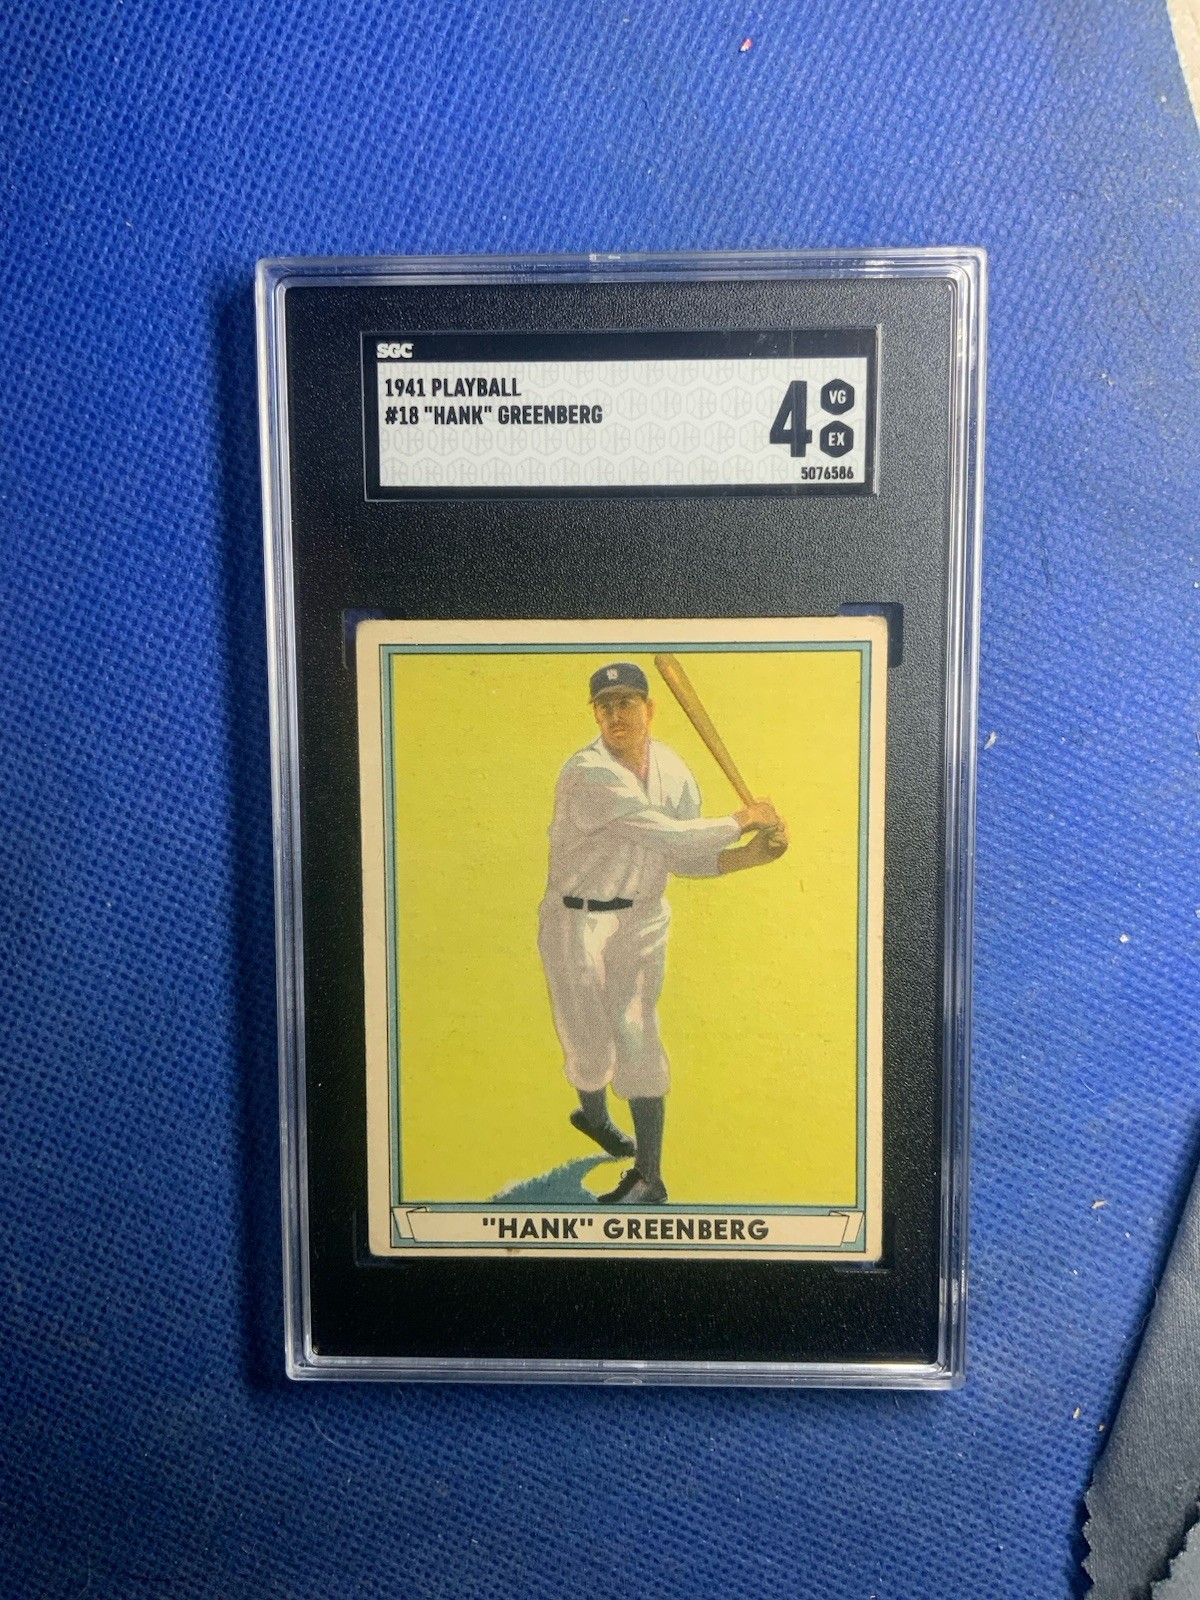 SGC
1941 PLAYBALL
#18 "HANK" GREENBERG
4 VG
EX
5076586
"HANK" GREENBERG